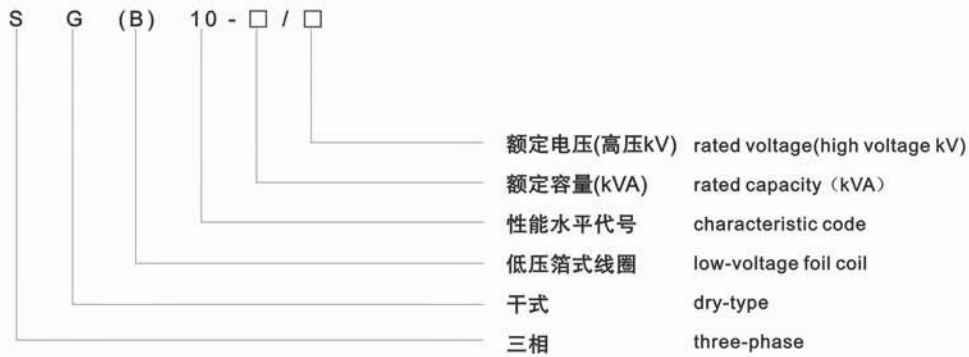 S G (B) 10 - □ / □
额定电压(高压kV) rated voltage(high voltage kV)
额定容量(kVA) rated capacity（kVA）
性能水平代号 characteristic code
低压箔式线圈 low-voltage foil coil
干式 dry-type
三相 three-phase